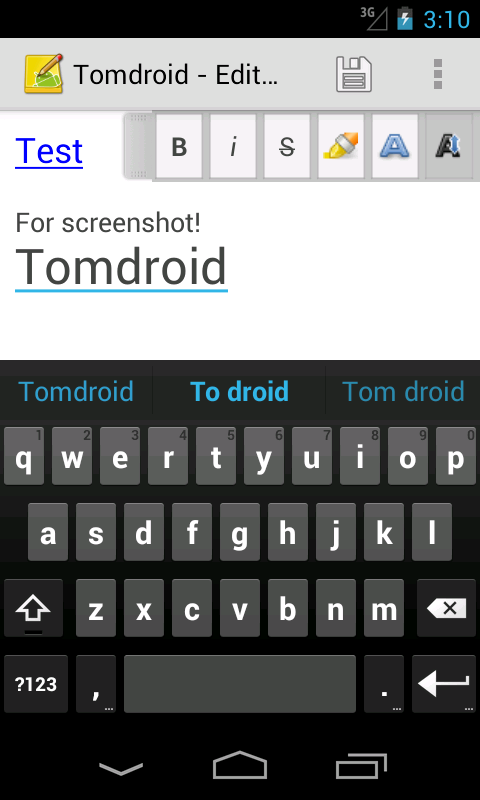 3G 3:10
Tomdroid - Edit…
Test B i S A A
For screenshot!
Tomdroid
Tomdroid To droid Tom droid
1 2 3 4 5 6 7 8 9 0
q w e r t y u i o p
a s d f g h j k l
z x c v b n m
?123 , ... . ...
...